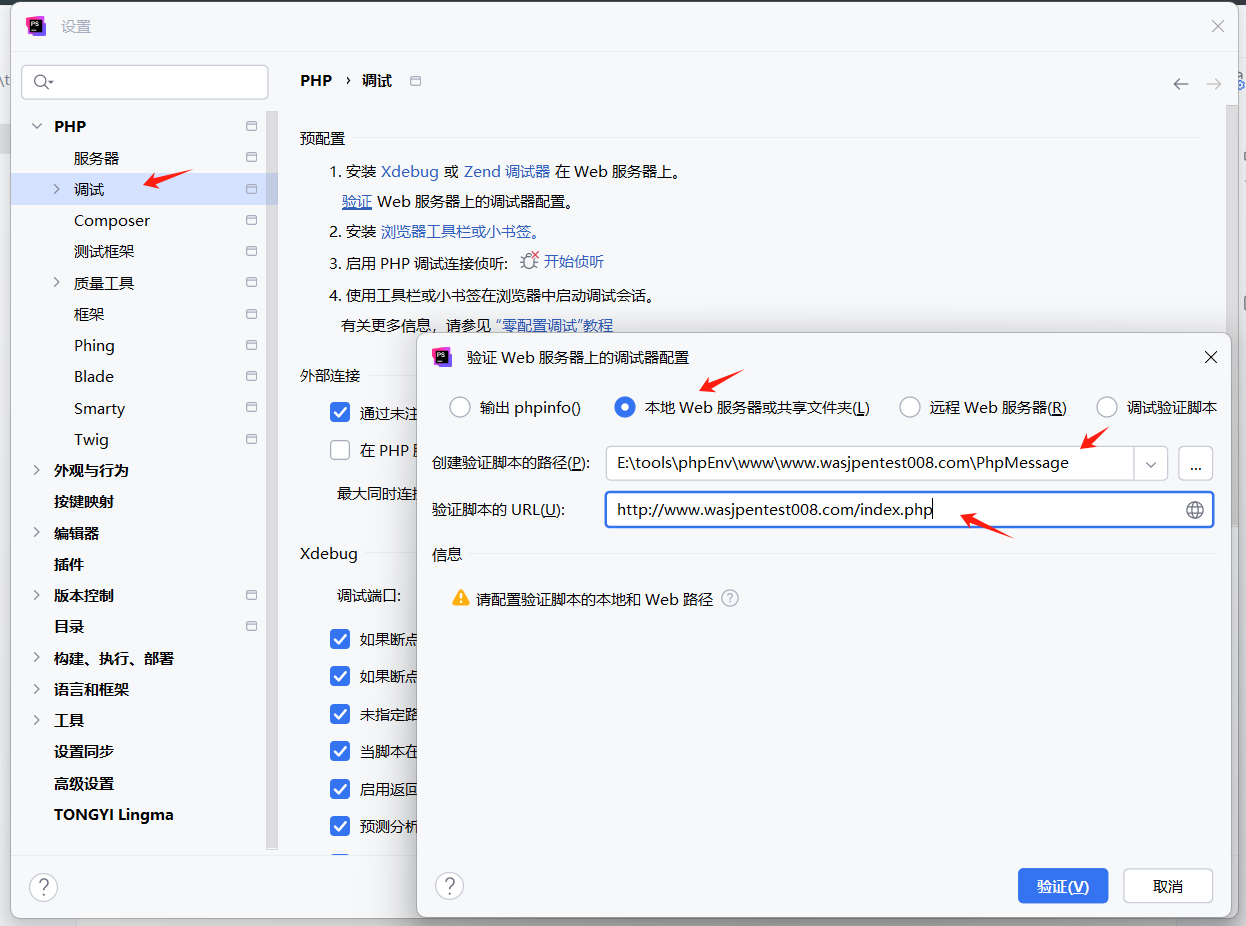 设置
PHP › 调试
PHP
服务器
调试
Composer
测试框架
质量工具
框架
Phing
Blade
Smarty
Twig
外观与行为
按键映射
编辑器
插件
版本控制
目录
构建、执行、部署
语言和框架
工具
设置同步
高级设置
TONGYI Lingma
预配置
1. 安装 Xdebug 或 Zend 调试器 在 Web 服务器上。
验证 Web 服务器上的调试器配置。
2. 安装 浏览器工具栏或小书签。
3. 启用 PHP 调试连接侦听: 开始侦听
4. 使用工具栏或小书签在浏览器中启动调试会话。
有关更多信息，请参见 “零配置调试”教程
外部连接
通过未注
在 PHP
最大同时连接
Xdebug
调试端口:
如果断点
如果断点
未指定路
当脚本在
启用返回
预测分析
验证 Web 服务器上的调试器配置
输出 phpinfo()
本地 Web 服务器或共享文件夹(L)
远程 Web 服务器(R)
调试验证脚本
创建验证脚本的路径(P):
E:\tools\phpEnv\www\www.wasjpentest008.com\PhpMessage
...
验证脚本的 URL(U):
http://www.wasjpentest008.com/index.php
信息
请配置验证脚本的本地和 Web 路径 ?
?
?
验证(V)
取消